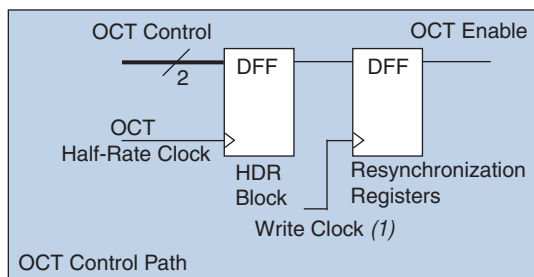 OCT Control
OCT Enable
DFF
DFF
2
OCT
Half-Rate Clock
HDR
Block
Resynchronization
Registers
Write Clock (1)
OCT Control Path